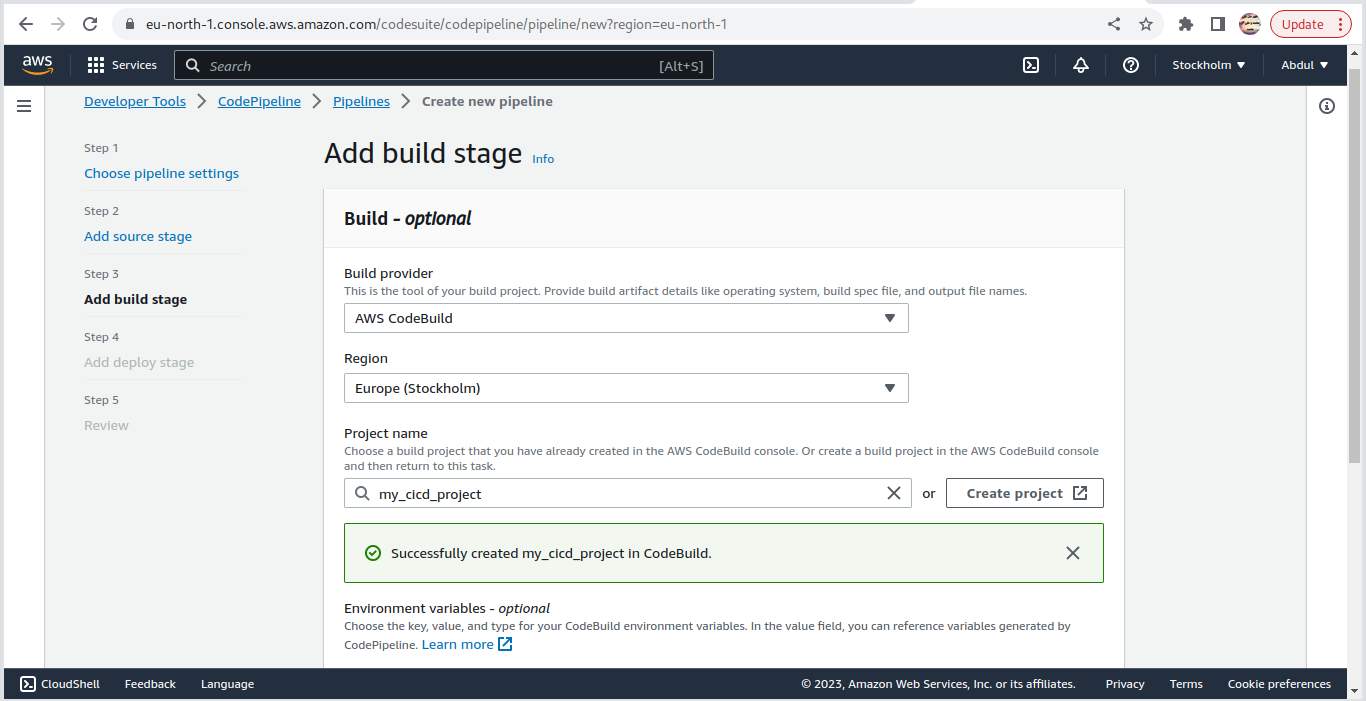 eu-north-1.console.aws.amazon.com/codesuite/codepipeline/pipeline/new?region=eu-north-1
Update
aws
Services
Search
[Alt+S]
Stockholm
Abdul
Developer Tools
CodePipeline
Pipelines
Create new pipeline
Step 1
Choose pipeline settings
Step 2
Add source stage
Step 3
Add build stage
Step 4
Add deploy stage
Step 5
Review
Add build stage Info
Build - optional
Build provider
This is the tool of your build project. Provide build artifact details like operating system, build spec file, and output file names.
AWS CodeBuild
Region
Europe (Stockholm)
Project name
Choose a build project that you have already created in the AWS CodeBuild console. Or create a build project in the AWS CodeBuild console
and then return to this task.
my_cicd_project
or
Create project
Successfully created my_cicd_project in CodeBuild.
Environment variables - optional
Choose the key, value, and type for your CodeBuild environment variables. In the value field, you can reference variables generated by
CodePipeline. Learn more
CloudShell
Feedback
Language
© 2023, Amazon Web Services, Inc. or its affiliates.
Privacy
Terms
Cookie preferences